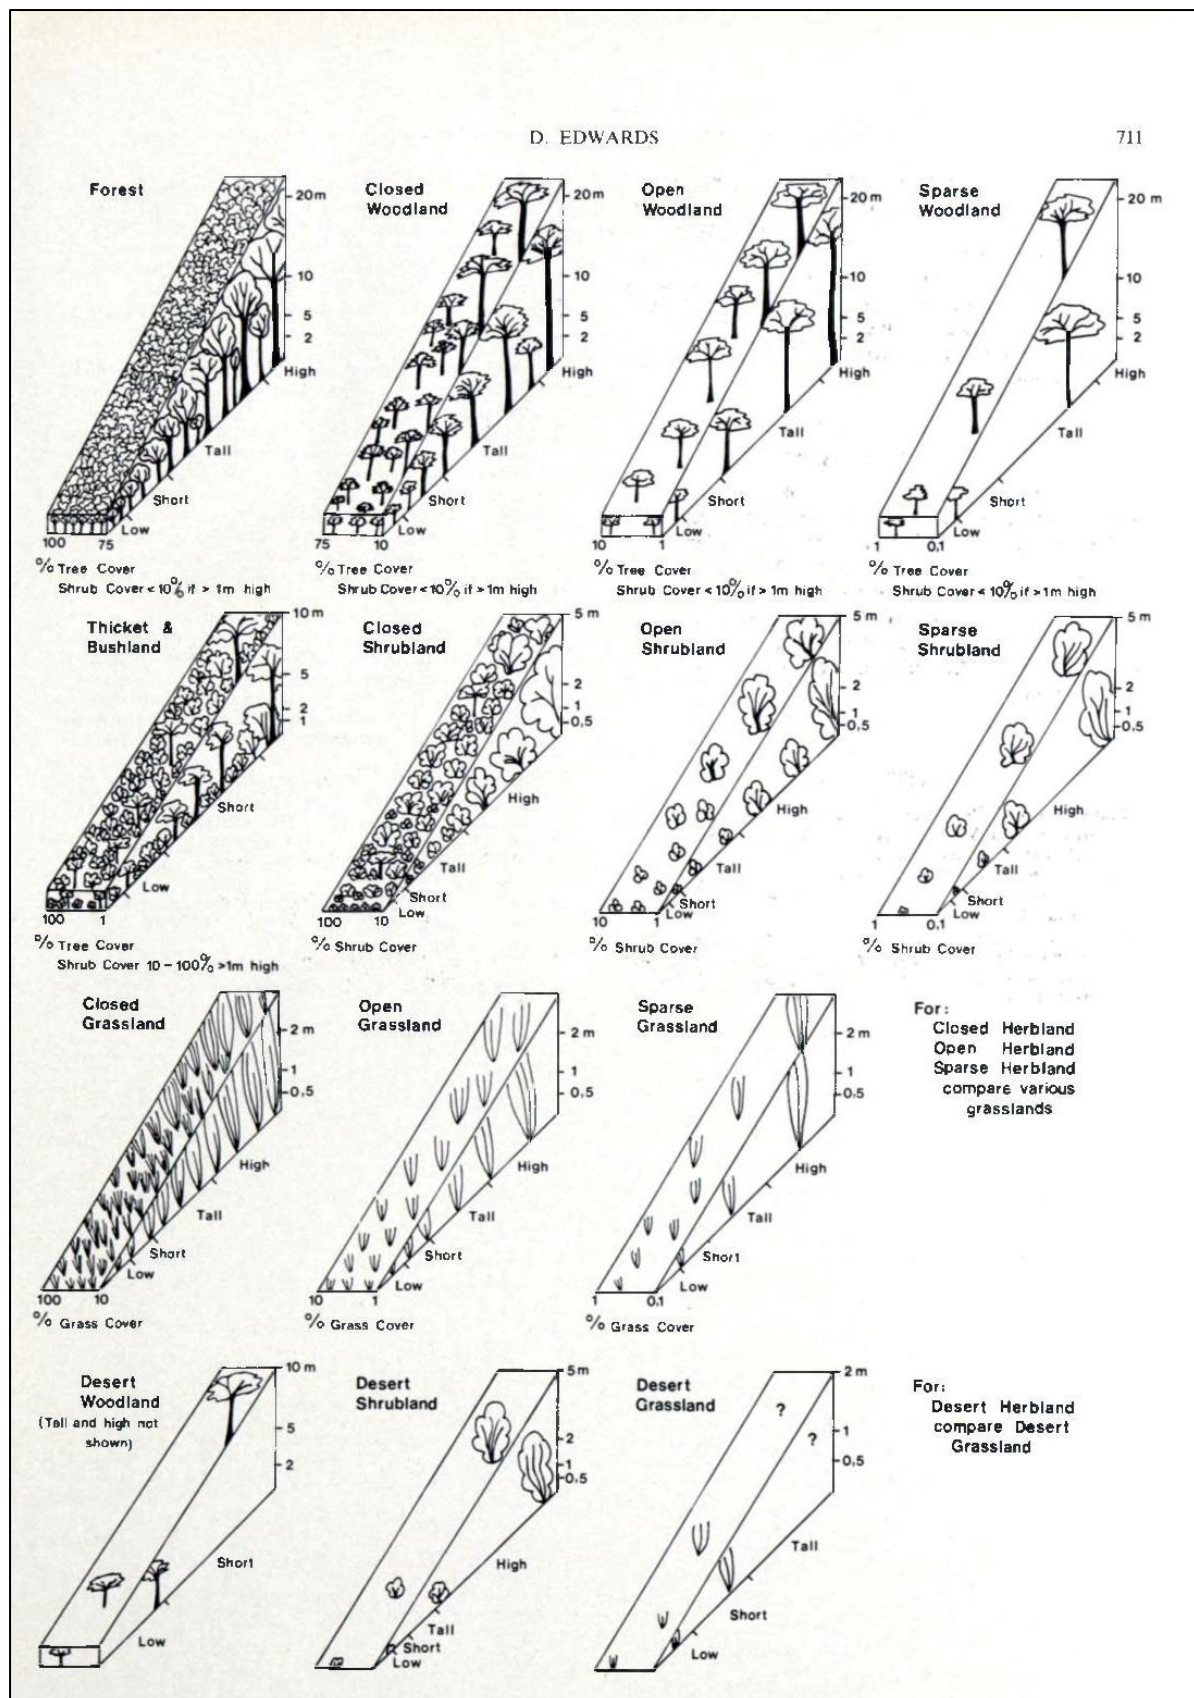 D. EDWARDS
711
Forest
20 m
10
5
2
High
Tall
Short
Low
100 75
% Tree Cover
Shrub Cover < 10% if > 1m high
Closed
Woodland
20 m
10
5
2
High
Tall
Short
Low
75 10
% Tree Cover
Shrub Cover < 10% if > 1m high
Open
Woodland
20 m
10
5
2
High
Tall
Short
Low
10 1
% Tree Cover
Shrub Cover < 10% if > 1m high
Sparse
Woodland
20 m
10
5
2
High
Tall
Short
Low
1 0,1
% Tree Cover
Shrub Cover < 10% if > 1m high
Thicket &
Bushland
10 m
5
2
1
Short
Low
100 1
% Tree Cover
Shrub Cover 10 – 100% >1m high
Closed
Shrubland
5 m
2
1
0,5
High
Tall
Short
Low
100 10
% Shrub Cover
Open
Shrubland
5 m
2
1
0,5
High
Tall
Short
Low
10 1
% Shrub Cover
Sparse
Shrubland
5 m
2
1
0,5
High
Tall
Short
Low
1 0,1
% Shrub Cover
Closed
Grassland
2 m
1
0,5
High
Tall
Short
Low
100 10
% Grass Cover
Open
Grassland
2 m
1
0,5
High
Tall
Short
Low
10 1
% Grass Cover
Sparse
Grassland
2 m
1
0,5
High
Tall
Short
Low
1 0,1
% Grass Cover
For:
Closed Herbland
Open Herbland
Sparse Herbland
compare various
grasslands
Desert
Woodland
(Tall and high not
shown)
10 m
5
2
Short
Low
Desert
Shrubland
5 m
2
1
0,5
High
Tall
Short
Low
Desert
Grassland
2 m
1
0,5
?
?
Tall
Short
Low
For:
Desert Herbland
compare Desert
Grassland